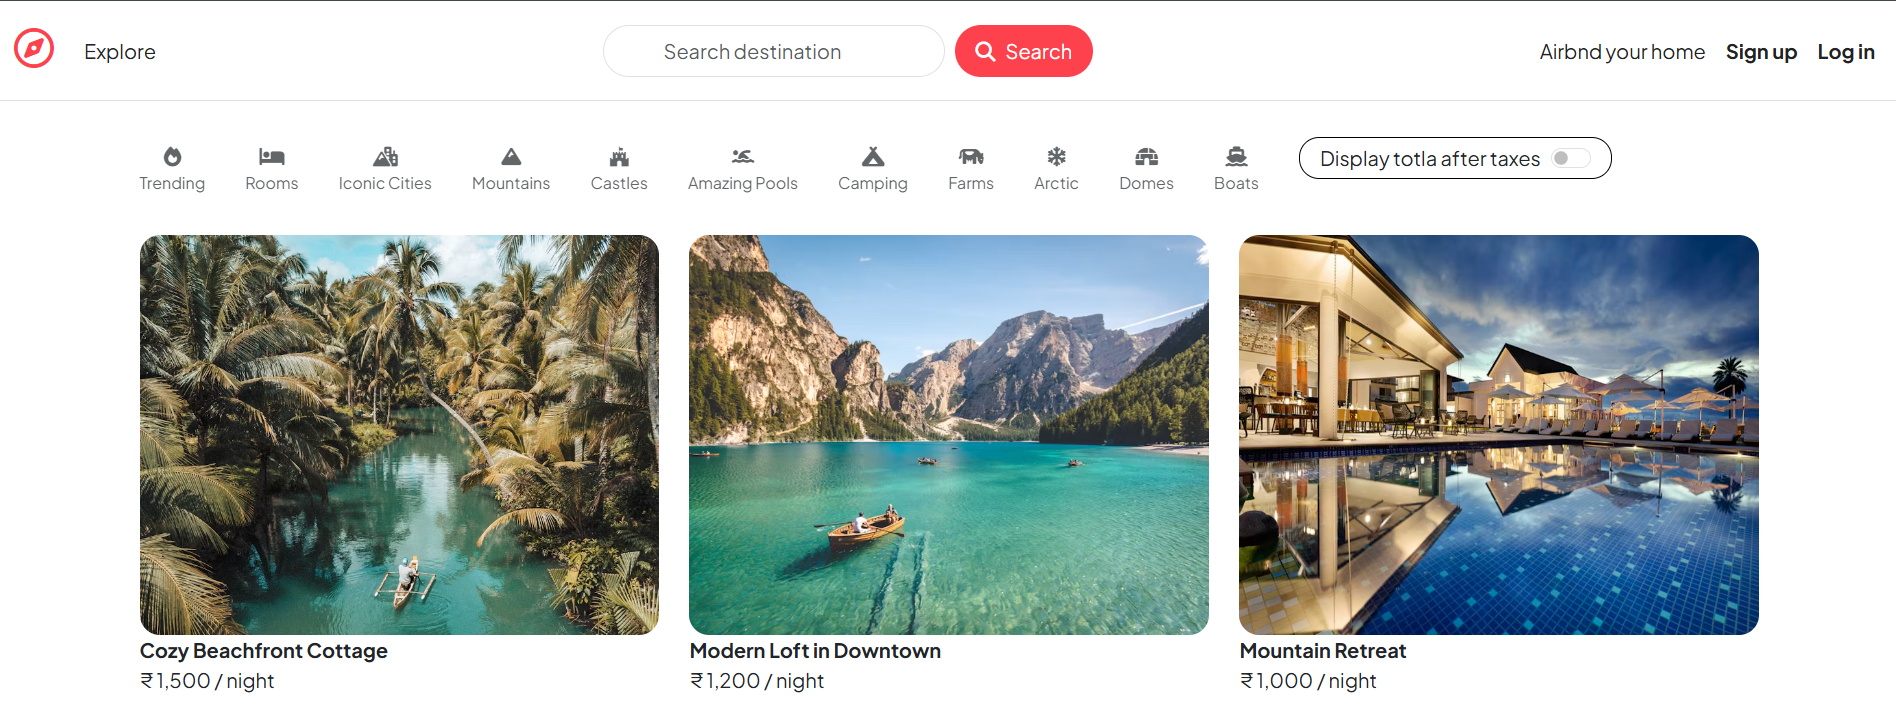 Explore
Search destination
Search
Airbnd your home
Sign up
Log in
Trending
Rooms
Iconic Cities
Mountains
Castles
Amazing Pools
Camping
Farms
Arctic
Domes
Boats
Display totla after taxes
Cozy Beachfront Cottage
₹1,500 / night
Modern Loft in Downtown
₹1,200 / night
Mountain Retreat
₹1,000 / night